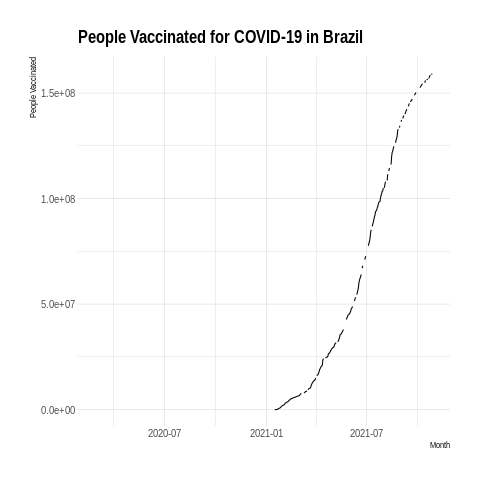 People Vaccinated for COVID-19 in Brazil
People Vaccinated
1.5e+08
1.0e+08
5.0e+07
0.0e+00
2020-07
2021-01
2021-07
Month